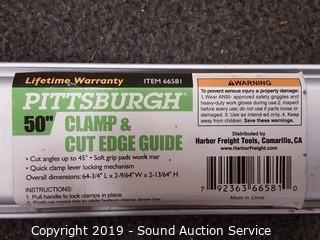 Lifetime Warranty
ITEM 66581
PITTSBURGH®
50" CLAMP &
CUT EDGE GUIDE
• Cut angles up to 45° • Soft grip pads wont mar
• Quick clamp lever locking mechanism
Overall dimensions: 64-3/4" L x 2-9/64" W x 2-13/64" H
INSTRUCTIONS:
1. Pull handle to lock clamps in place.
WARNING
To prevent serious injury & property damage:
1. Wear ANSI- approved safety goggles and
heavy-duty work gloves during use. 2. Inspect
before every use; do not use if parts loose or
damaged. 3. Use as intended only. 4. Keep
away from children. Save these warnings.
Distributed by
Harbor Freight Tools, Camarillo, CA
HarborFreight.Com
7 92363 66581 0
Made in China
Copyright 2019 - Sound Auction Service